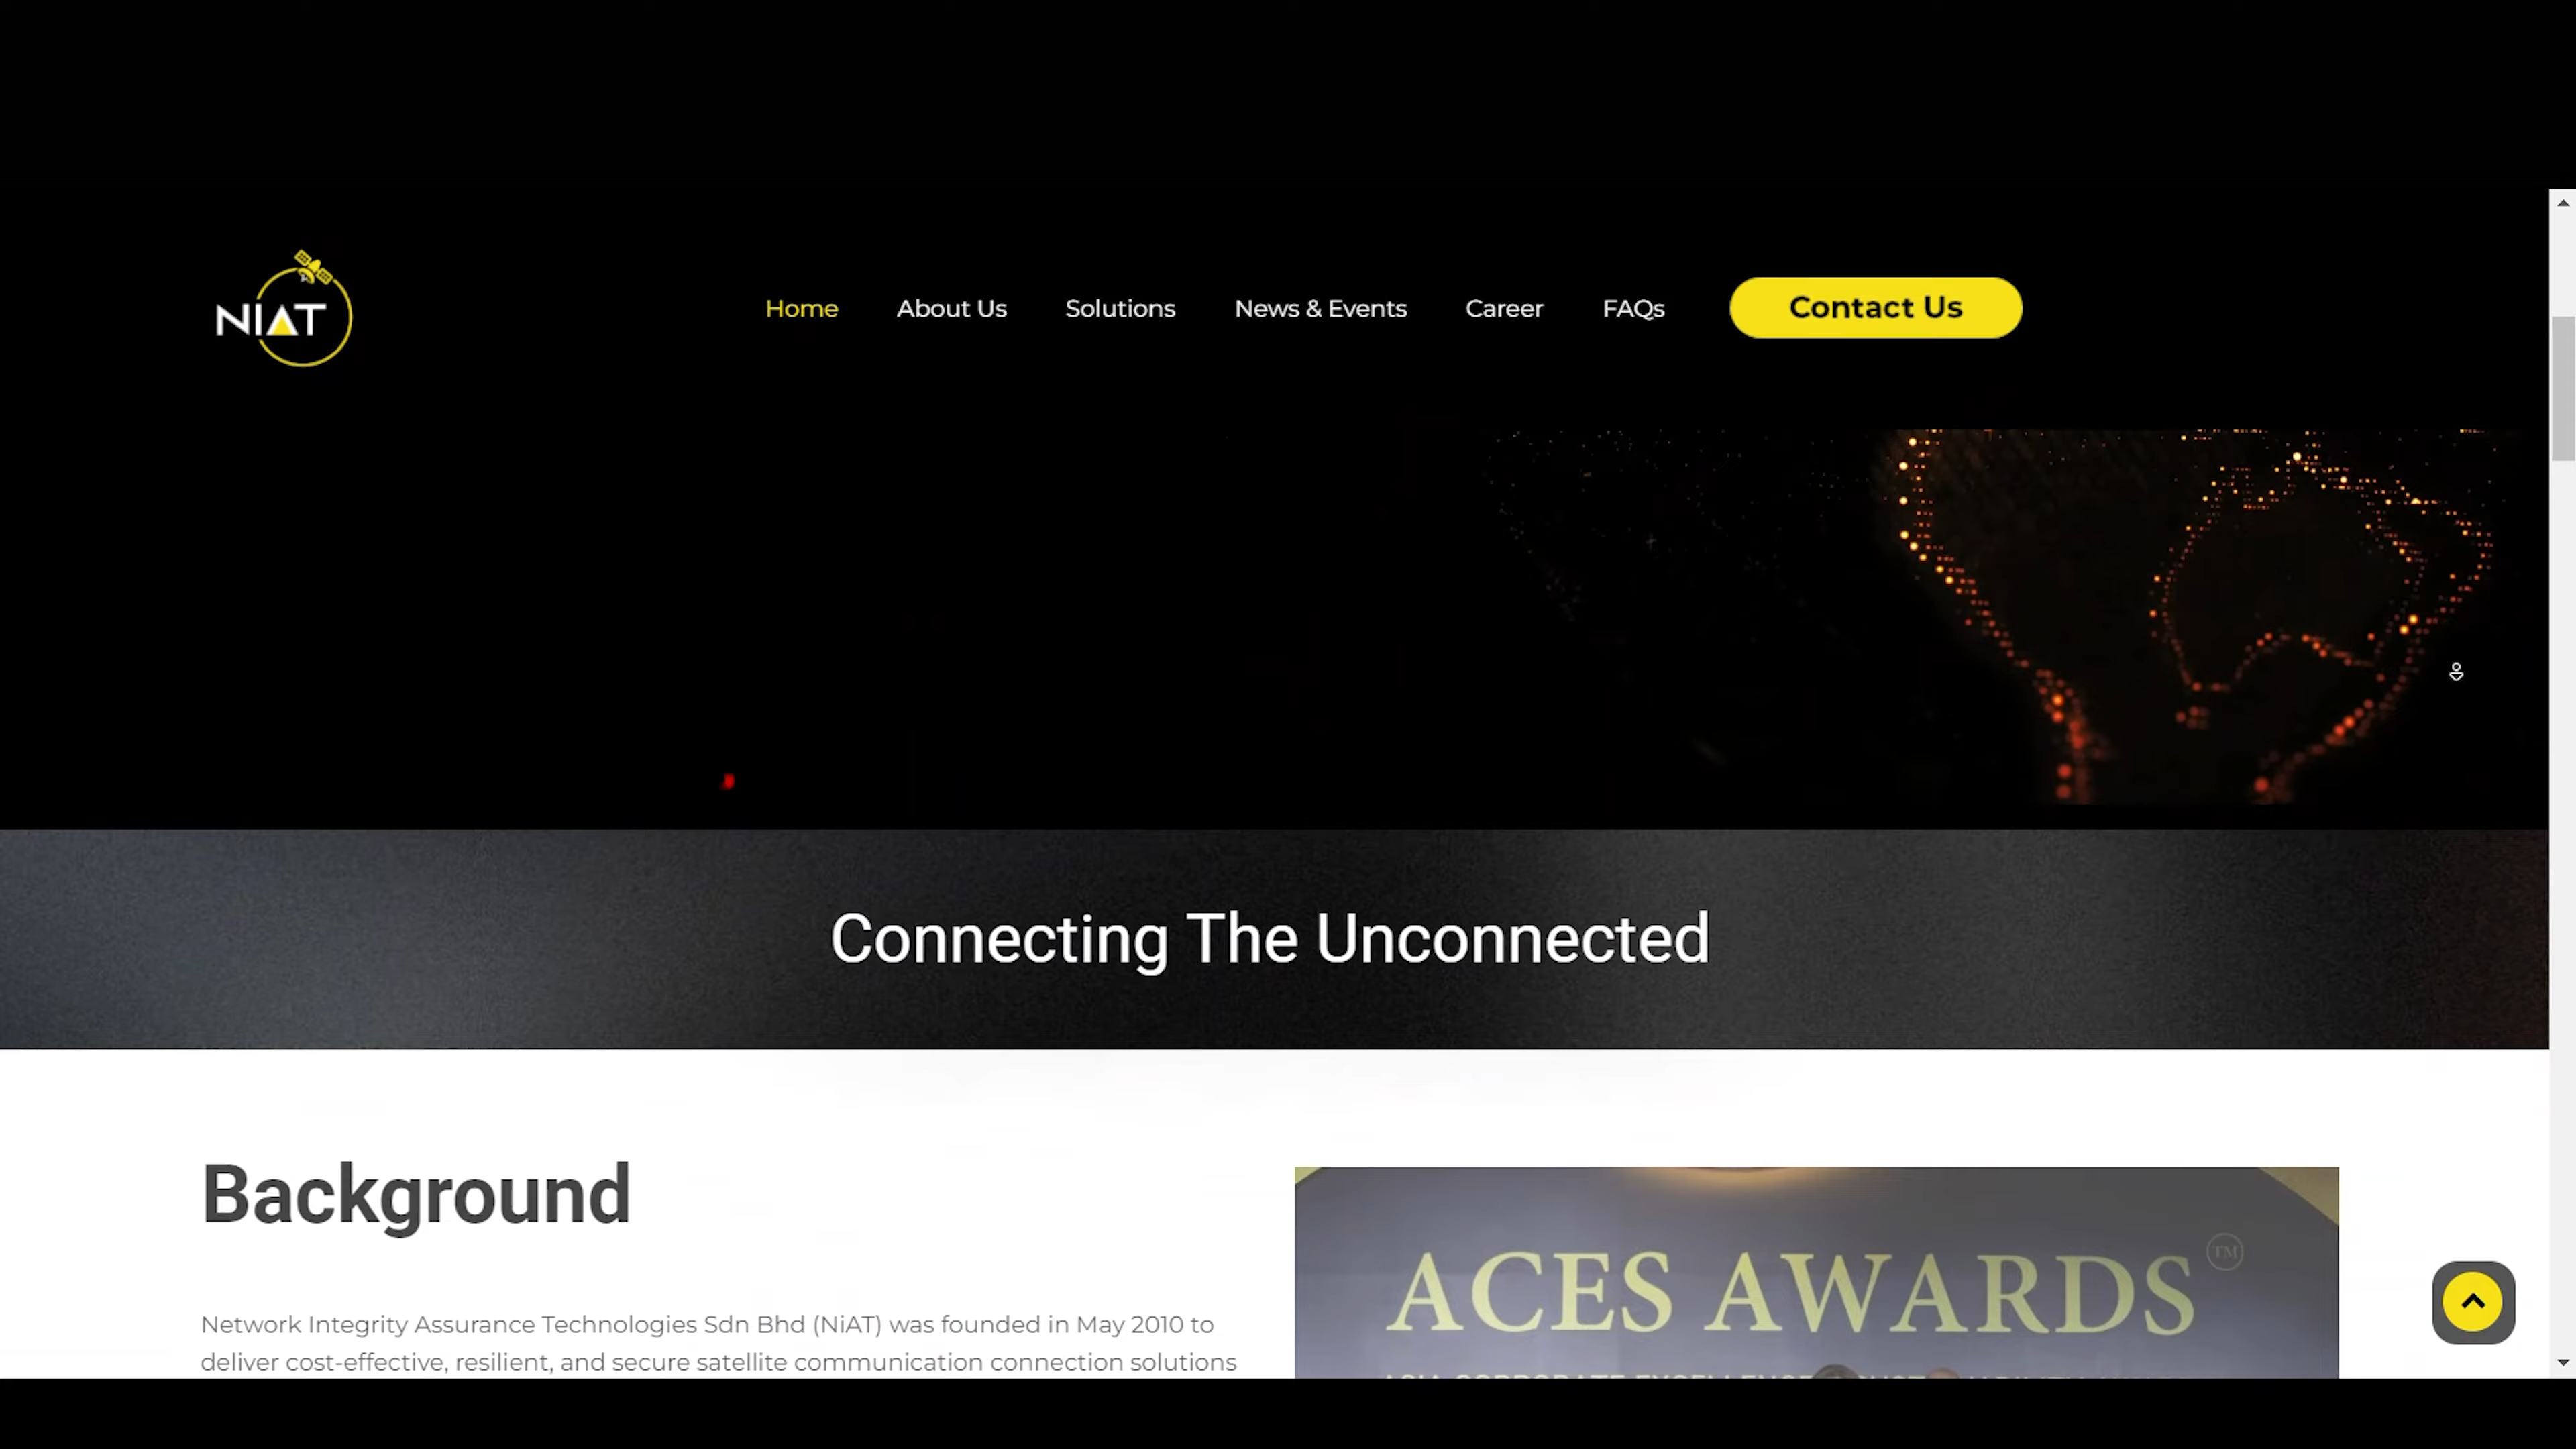 NIAT
Home
About Us
Solutions
News & Events
Career
FAQs
Contact Us
Connecting The Unconnected
Background
Network Integrity Assurance Technologies Sdn Bhd (NiAT) was founded in May 2010 to
deliver cost-effective, resilient, and secure satellite communication connection solutions
ACES AWARDS TM